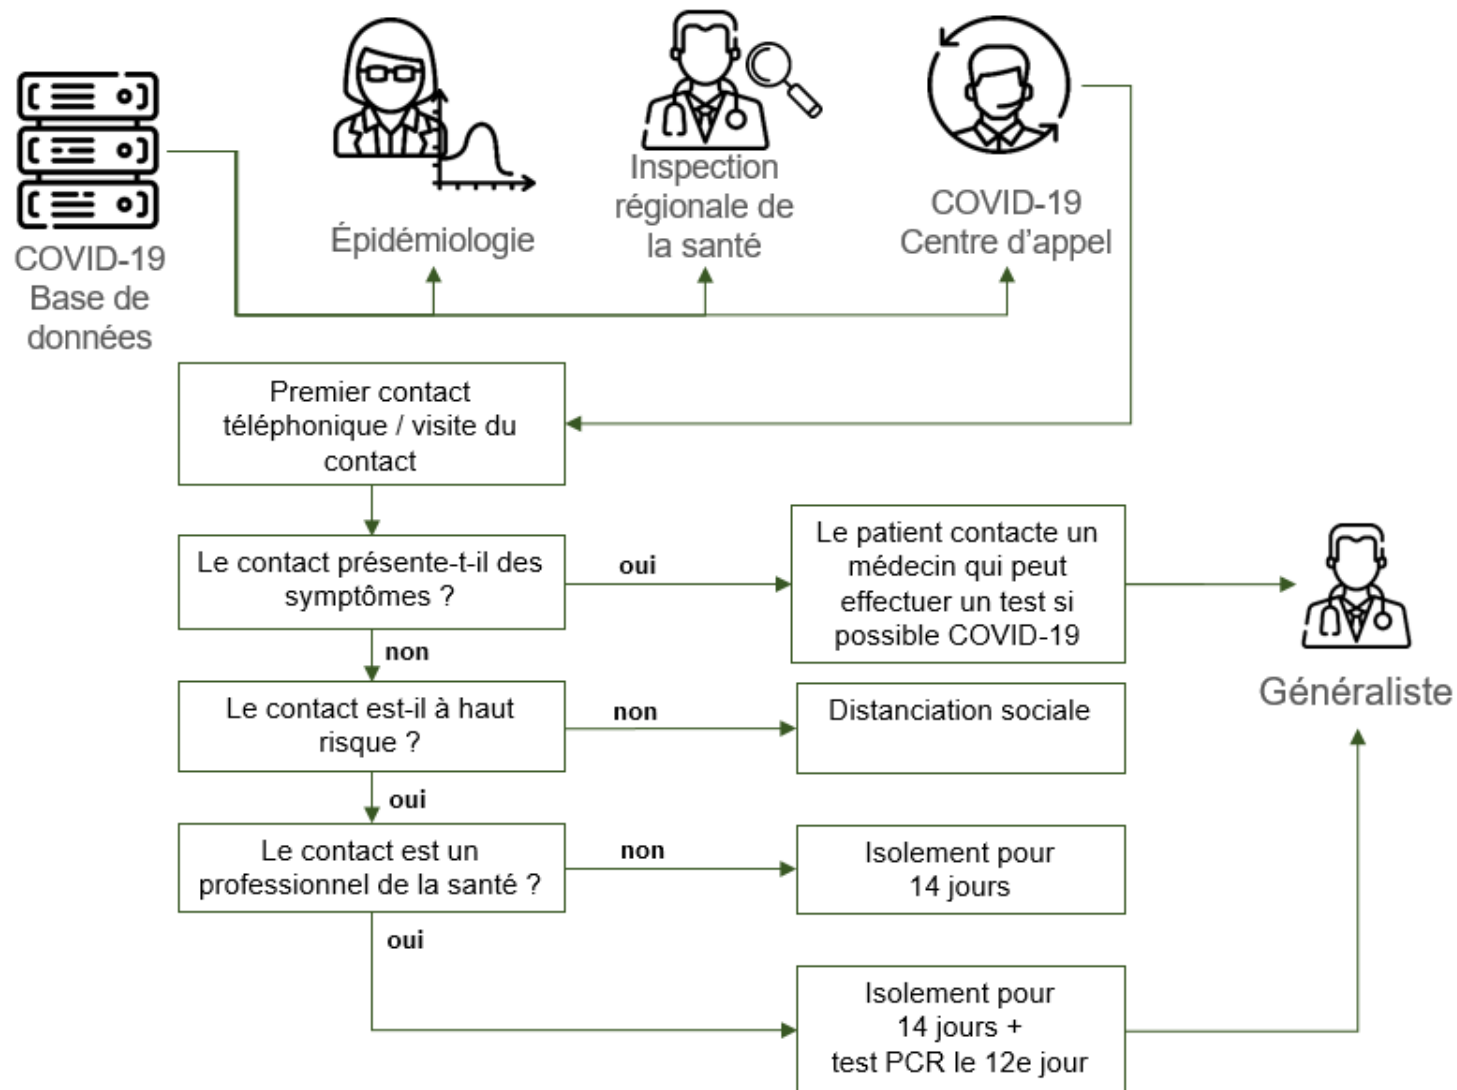 COVID-19
Base de
données
Épidémiologie
Inspection
régionale de
la santé
COVID-19
Centre d'appel
Premier contact
téléphonique / visite du
contact
Le contact présente-t-il des
symptômes ?
oui
Le patient contacte un
médecin qui peut
effectuer un test si
possible COVID-19
Généraliste
non
Le contact est-il à haut
risque ?
non
Distanciation sociale
oui
Le contact est un
professionnel de la santé ?
non
Isolement pour
14 jours
oui
Isolement pour
14 jours +
test PCR le 12e jour